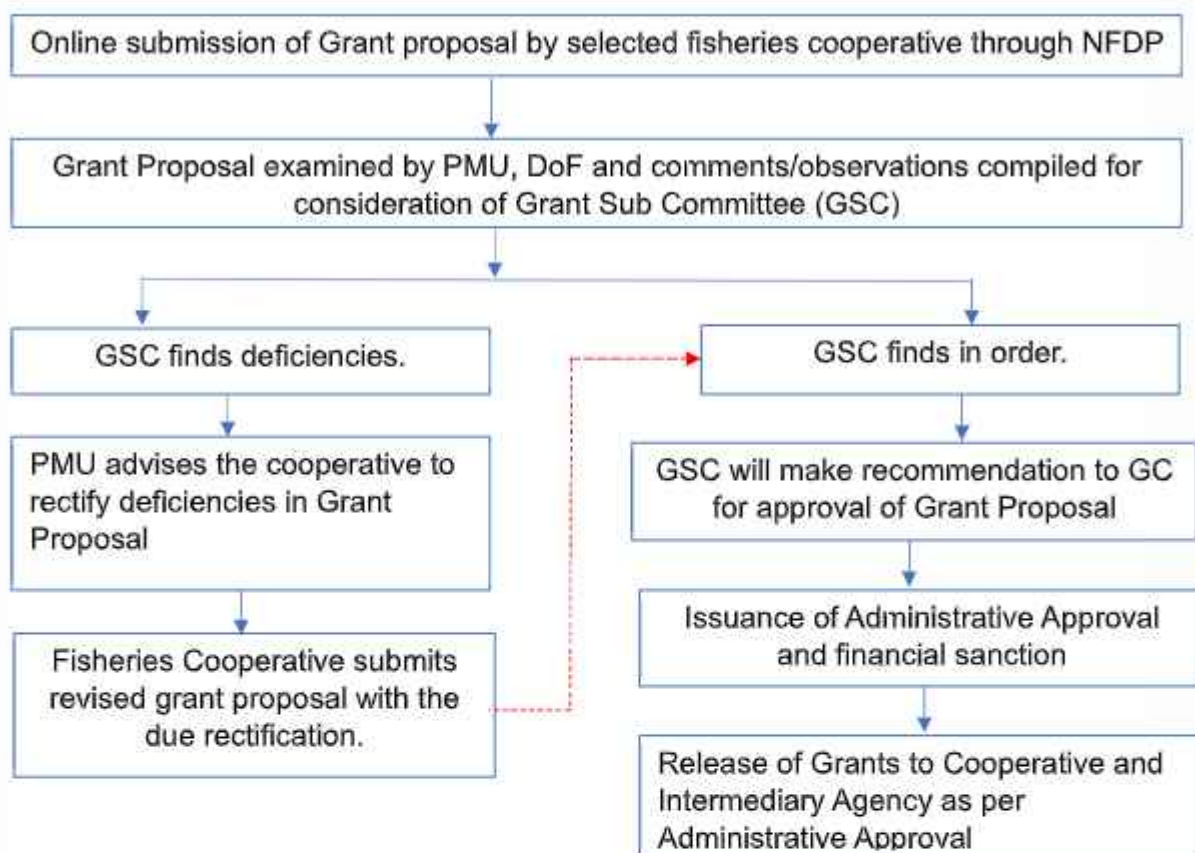 Online submission of Grant proposal by selected fisheries cooperative through NFDP
Grant Proposal examined by PMU, DoF and comments/observations compiled for
consideration of Grant Sub Committee (GSC)
GSC finds deficiencies.
PMU advises the cooperative to
rectify deficiencies in Grant
Proposal
Fisheries Cooperative submits
revised grant proposal with the
due rectification.
GSC finds in order.
GSC will make recommendation to GC
for approval of Grant Proposal
Issuance of Administrative Approval
and financial sanction
Release of Grants to Cooperative and
Intermediary Agency as per
Administrative Approval